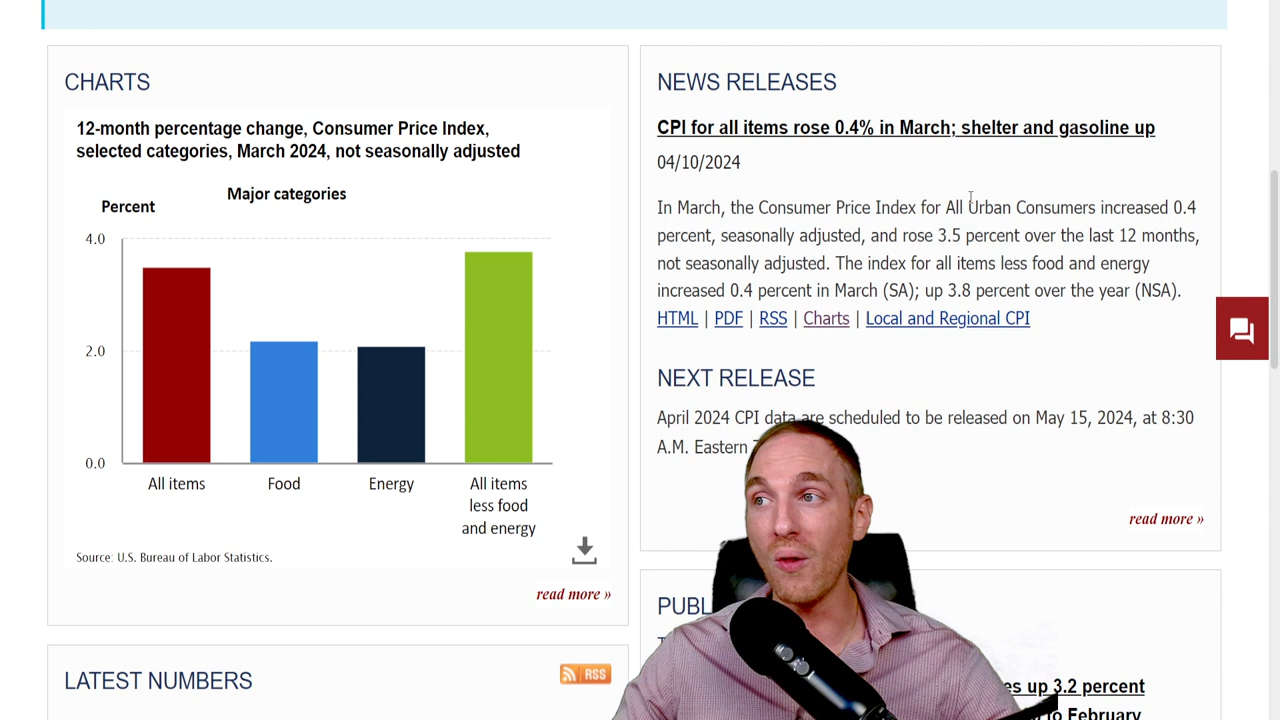 CHARTS
12-month percentage change, Consumer Price Index,
selected categories, March 2024, not seasonally adjusted
Major categories
Percent
4.0
2.0
0.0
All items
Food
Energy
All items
less food
and energy
Source: U.S. Bureau of Labor Statistics.
read more »
LATEST NUMBERS
RSS
NEWS RELEASES
CPI for all items rose 0.4% in March; shelter and gasoline up
04/10/2024
In March, the Consumer Price Index for All Urban Consumers increased 0.4
percent, seasonally adjusted, and rose 3.5 percent over the last 12 months,
not seasonally adjusted. The index for all items less food and energy
increased 0.4 percent in March (SA); up 3.8 percent over the year (NSA).
HTML | PDF | RSS | Charts | Local and Regional CPI
NEXT RELEASE
April 2024 CPI data are scheduled to be released on May 15, 2024, at 8:30
A.M. Eastern
read more »
PUBL
up 3.2 percent
to February